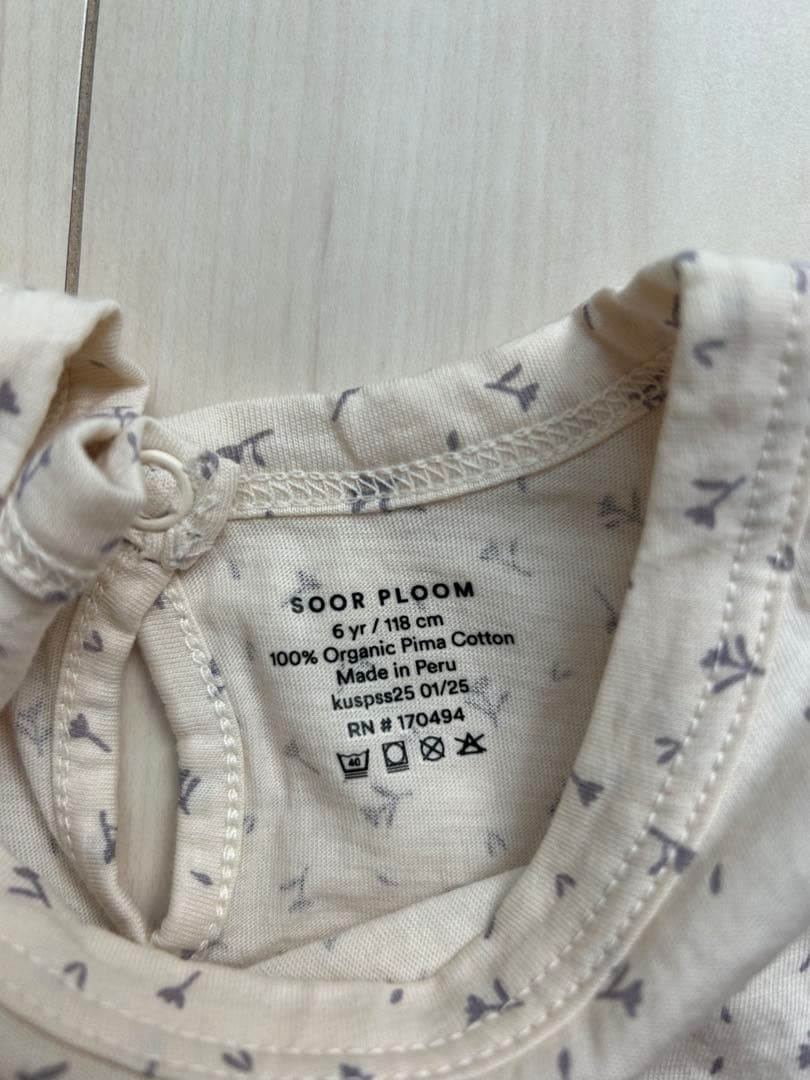 SOOR PLOOM
6 yr / 118 cm
100% Organic Pima Cotton
Made in Peru
kuspss25 01/25
RN # 170494
40